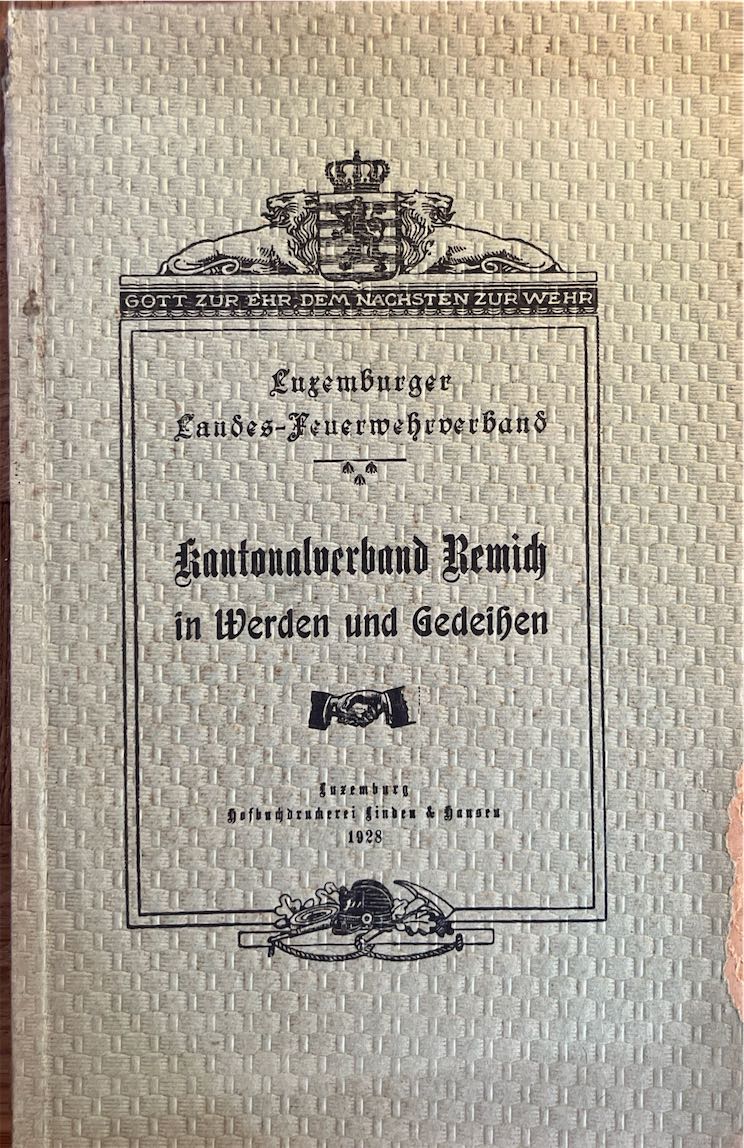 GOTT ZUR EHR, DEM NÄCHSTEN ZUR WEHR
Luxemburger
Landes-Feuerwehrverband
Kantonalverband Remich
in Werden und Gedeihen
Luxemburg
Hofbuchdruckerei Linden & Hansen
1928